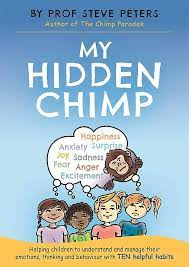 BY PROF STEVE PETERS
Author of The Chimp Paradox
MY
HIDDEN
CHIMP
Happiness
Anxiety Surprise
Joy Sadness
Fear Anger
Excitement
Helping children to understand and manage their
emotions, thinking and behaviour with TEN helpful habits